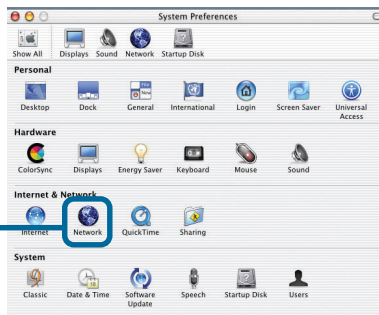 System Preferences
Show All Displays Sound Network Startup Disk
Personal
Desktop Dock General International Login Screen Saver Universal Access
Hardware
ColorSync Displays Energy Saver Keyboard Mouse Sound
Internet & Network
Internet Network QuickTime Sharing
System
Classic Date & Time Software Update Speech Startup Disk Users